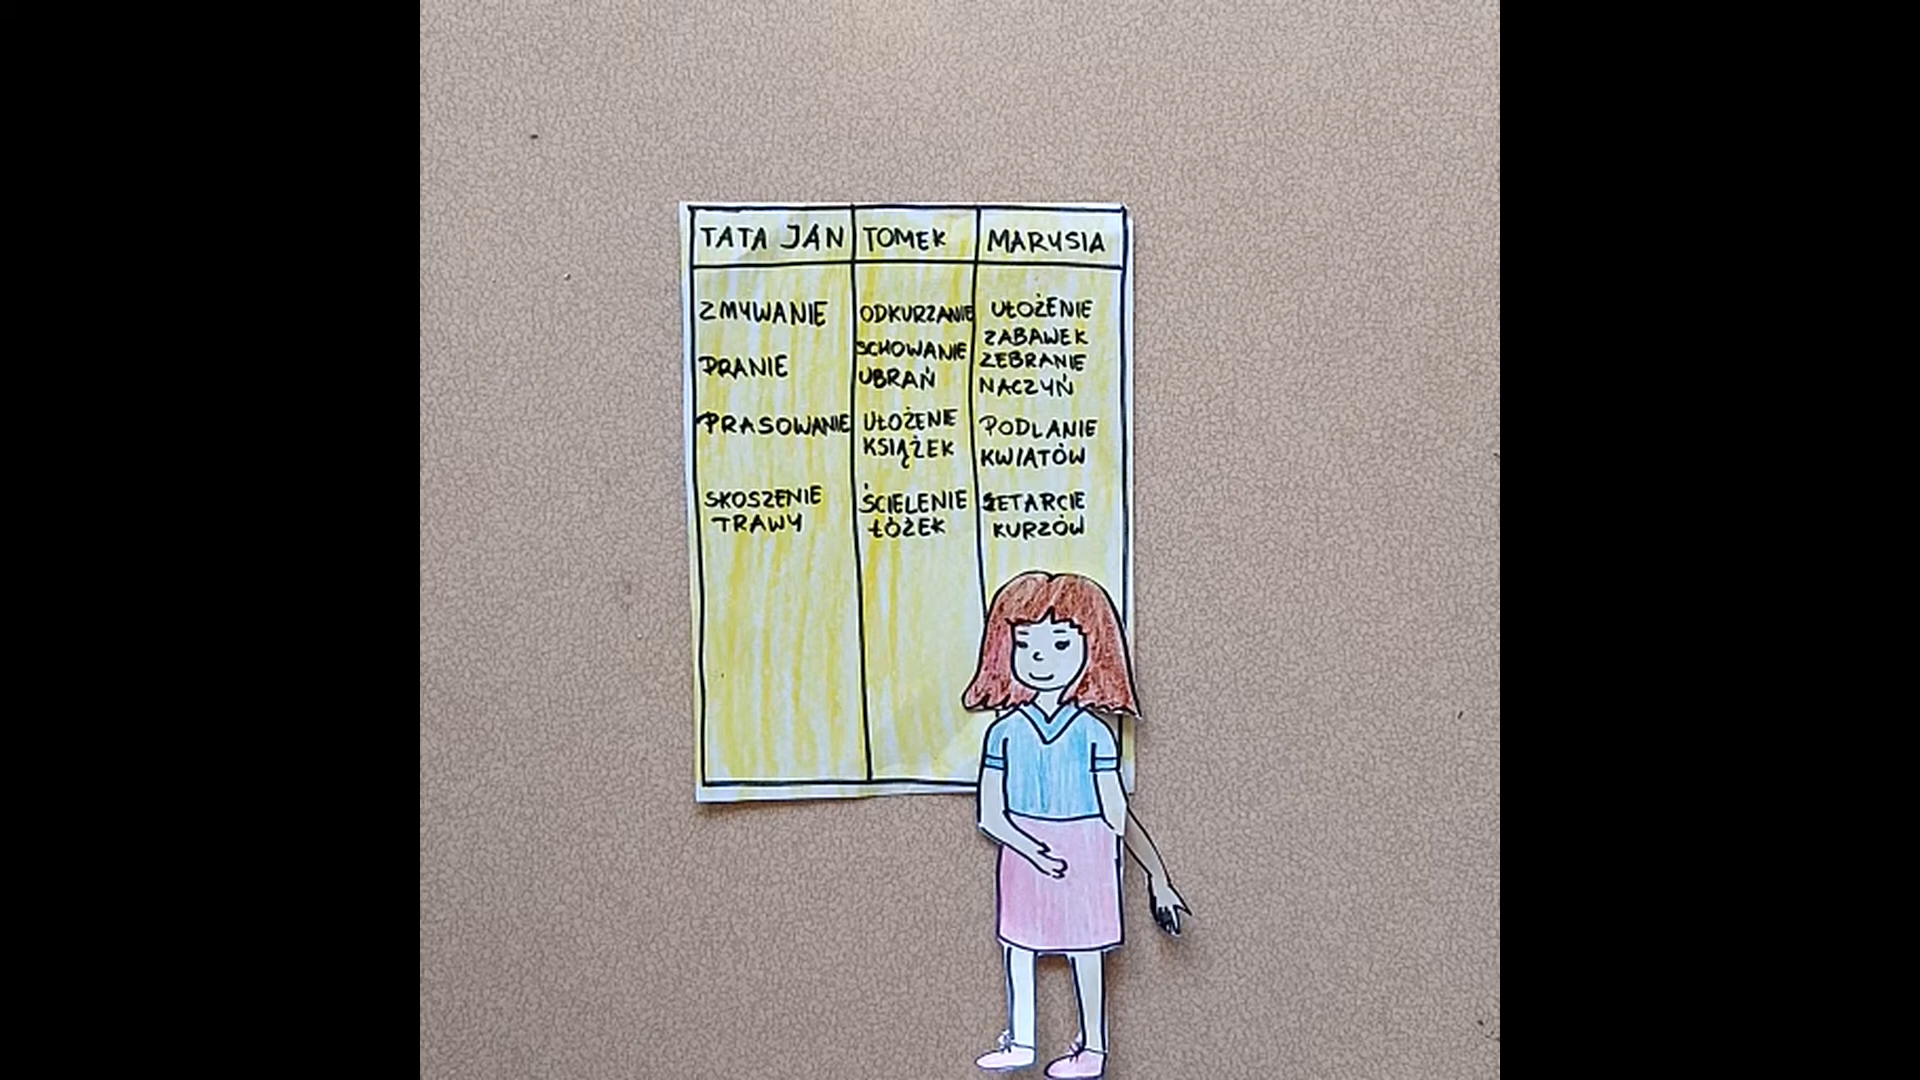 TATA JAN TOMEK MARYSIA
ZMYWANIE
PRANIE
PRASOWANIE
SKOSZENIE
TRAWY
ODKURZANIE
SCHOWANIE
UBRAŃ
UŁOŻENIE
KSIĄŻEK
ŚCIELENIE
ŁÓŻEK
UŁOŻENIE
ZABAWEK
ZEBRANIE
NACZYŃ
PODLANIE
KWIATÓW
ZETARCIE
KURZÓW